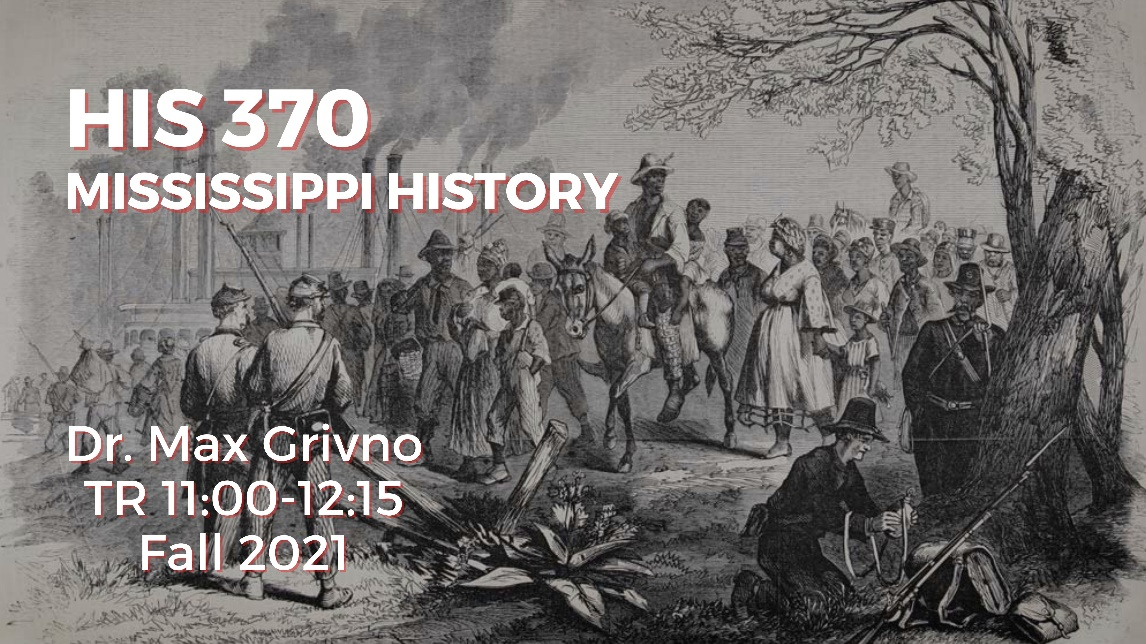 HIS 370
MISSISSIPPI HISTORY
Dr. Max Grivno
TR 11:00-12:15
Fall 2021